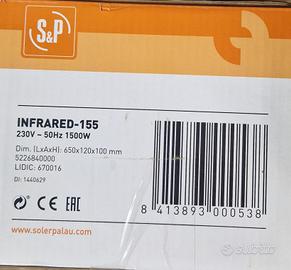 S&P
INFRARED-155
230V ~ 50Hz 1500W
Dim. (LxAxH): 650x120x100 mm
5226840000
LIDIC: 670016
DI: 1440629
CE EAC
8 413893 000538
www.solerpalau.com
subito